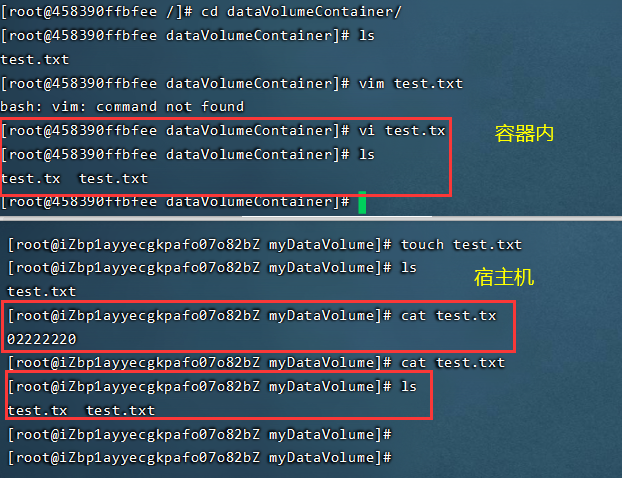 [root@458390ffbfee /]# cd dataVolumeContainer/
[root@458390ffbfee dataVolumeContainer]# ls
test.txt
[root@458390ffbfee dataVolumeContainer]# vim test.txt
bash: vim: command not found
[root@458390ffbfee dataVolumeContainer]# vi test.tx
容器内
[root@458390ffbfee dataVolumeContainer]# ls
test.tx  test.txt
[root@458390ffbfee dataVolumeContainer]#
[root@iZbp1ayyecgkpafo07o82bZ myDataVolume]# touch test.txt
[root@iZbp1ayyecgkpafo07o82bZ myDataVolume]# ls
宿主机
test.txt
[root@iZbp1ayyecgkpafo07o82bZ myDataVolume]# cat test.tx
02222220
[root@iZbp1ayyecgkpafo07o82bZ myDataVolume]# cat test.txt
[root@iZbp1ayyecgkpafo07o82bZ myDataVolume]# ls
test.tx  test.txt
[root@iZbp1ayyecgkpafo07o82bZ myDataVolume]#
[root@iZbp1ayyecgkpafo07o82bZ myDataVolume]#